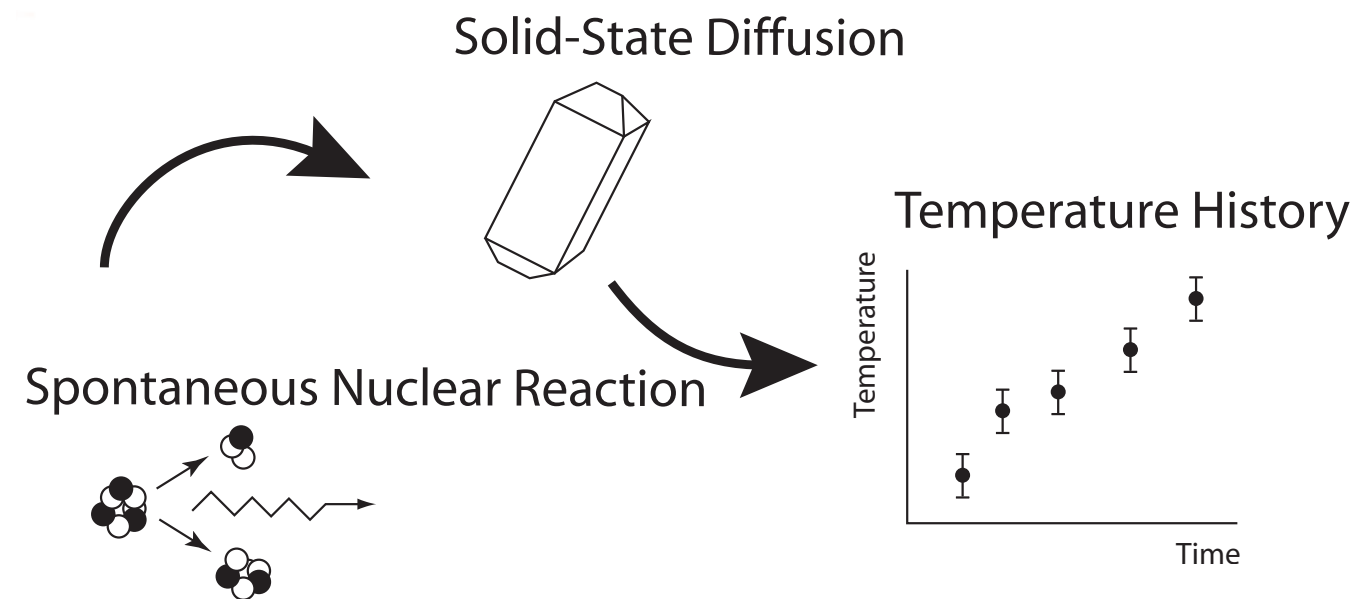 Solid-State Diffusion
Temperature History
Temperature
Spontaneous Nuclear Reaction
Time